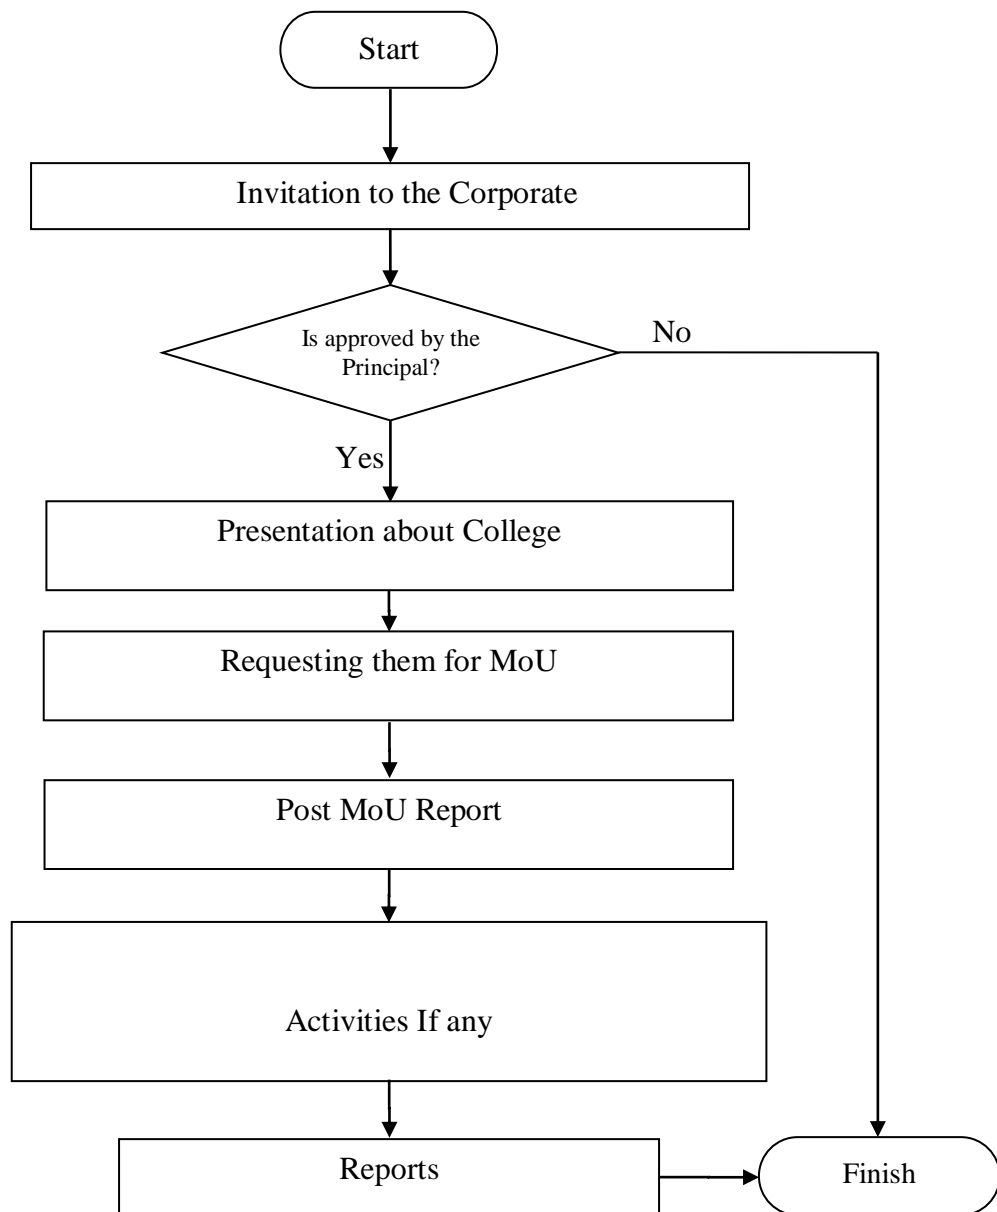 Start
Invitation to the Corporate
Is approved by the
Principal?
No
Yes
Presentation about College
Requesting them for MoU
Post MoU Report
Activities If any
Reports
Finish